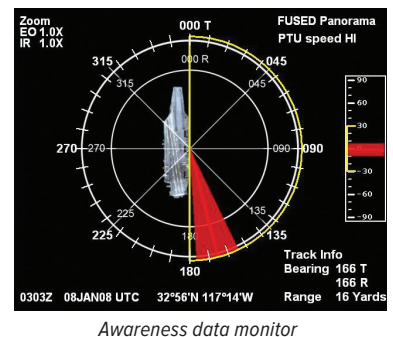 Zoom
EO 1.0X
IR 1.0X
000 T
FUSED Panorama
PTU speed HI
000 R
315
045
315
45
270
270
090
090
225
135
225
135
180
180
90
60
30
0
30
60
90
Track Info
Bearing 166 T
166 R
Range 16 Yards
0303Z 08JAN08 UTC 32°56'N 117°14'W
Awareness data monitor